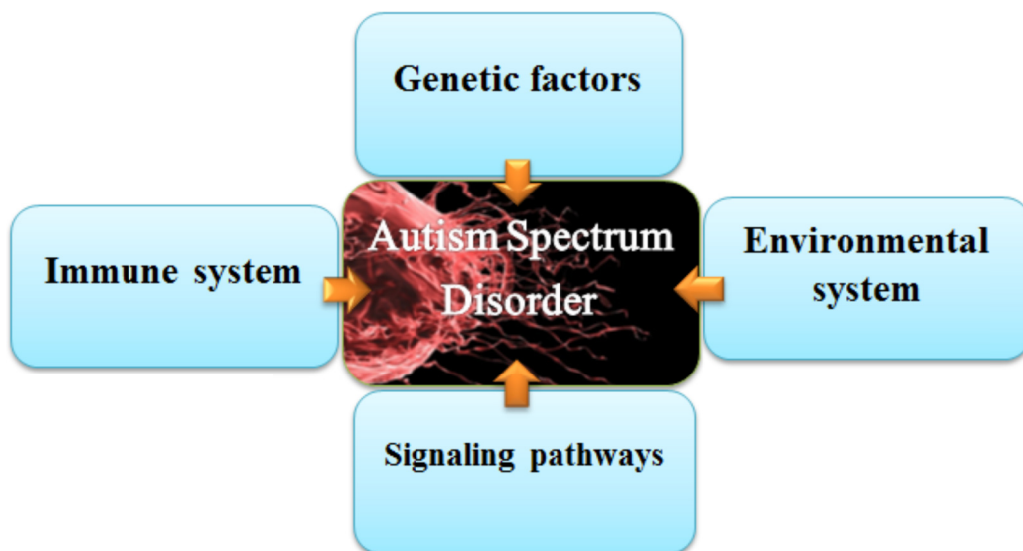 Genetic factors
Immune system
Autism Spectrum
Disorder
Environmental
system
Signaling pathways